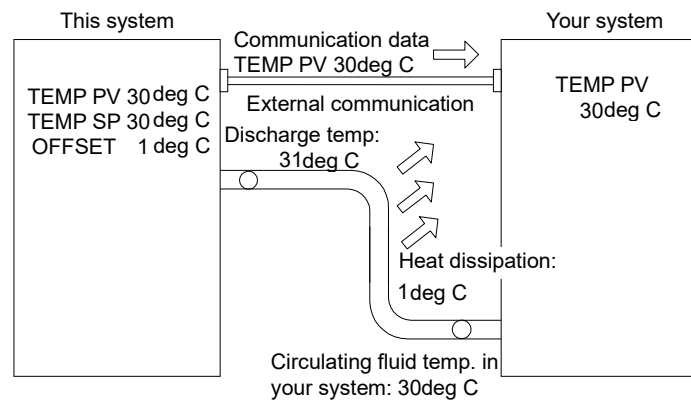 This system
Your system
Communication data
TEMP PV 30deg C
External communication
TEMP PV 30deg C
TEMP SP 30deg C
OFFSET 1deg C
TEMP PV
30deg C
Discharge temp:
31deg C
Heat dissipation:
1deg C
Circulating fluid temp. in
your system: 30deg C